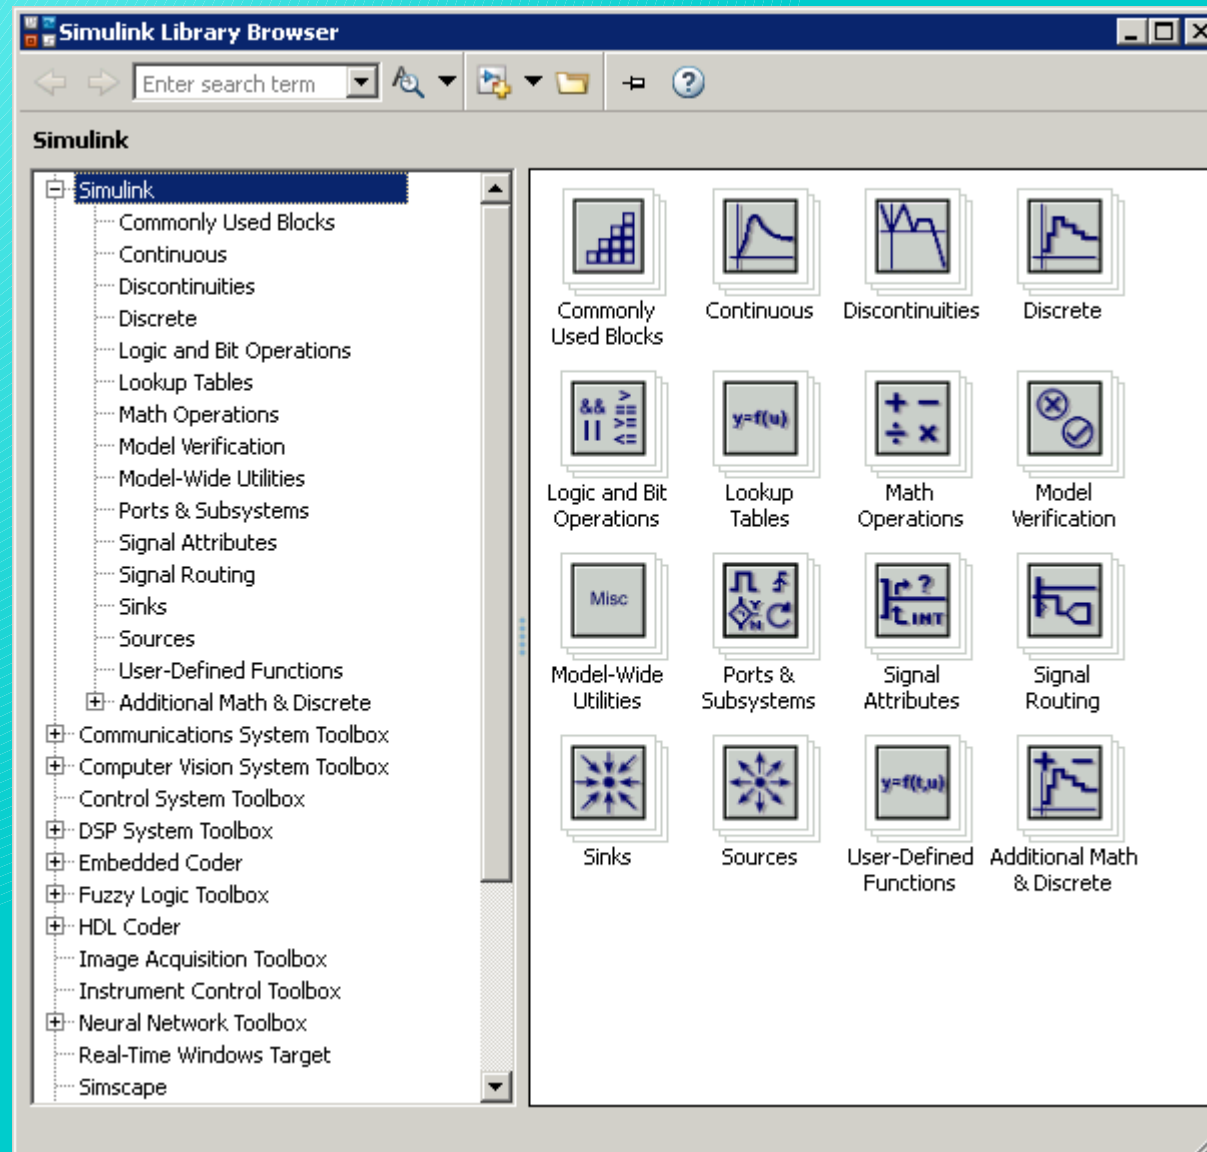 Simulink Library Browser
Enter search term
Simulink
Simulink
Commonly Used Blocks
Continuous
Discontinuities
Discrete
Logic and Bit Operations
Lookup Tables
Math Operations
Model Verification
Model-Wide Utilities
Ports & Subsystems
Signal Attributes
Signal Routing
Sinks
Sources
User-Defined Functions
Additional Math & Discrete
Communications System Toolbox
Computer Vision System Toolbox
Control System Toolbox
DSP System Toolbox
Embedded Coder
Fuzzy Logic Toolbox
HDL Coder
Image Acquisition Toolbox
Instrument Control Toolbox
Neural Network Toolbox
Real-Time Windows Target
Simscape
Commonly
Used Blocks
Continuous
Discontinuities
Discrete
&& > ==
|| >= <=
Logic and Bit
Operations
y=f(u)
Lookup
Tables
+ −
÷ ×
Math
Operations
Model
Verification
Misc
Model-Wide
Utilities
Y
N
Ports &
Subsystems
?
INT
Signal
Attributes
Signal
Routing
Sinks
Sources
y=f(t,u)
User-Defined
Functions
+ −
Additional Math
& Discrete